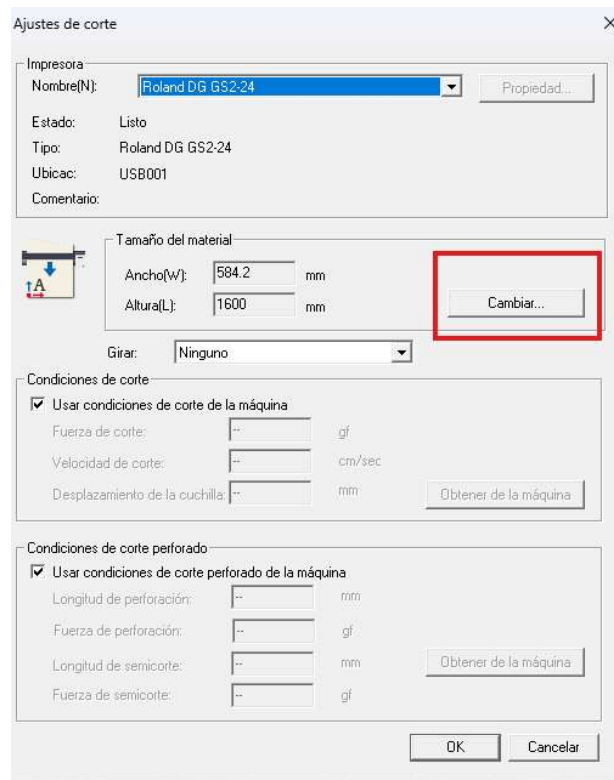 Ajustes de corte
Impresora
Nombre(N): Roland DG GS2-24 Propiedad...
Estado: Listo
Tipo: Roland DG GS2-24
Ubicac: USB001
Comentario:
Tamaño del material
Ancho(W): 584.2 mm
Altura(L): 1600 mm
Cambiar...
A
Girar: Ninguno
Condiciones de corte
Usar condiciones de corte de la máquina
Fuerza de corte: -- gf
Velocidad de corte: -- cm/sec
Desplazamiento de la cuchilla: -- mm Obtener de la máquina
Condiciones de corte perforado
Usar condiciones de corte perforado de la máquina
Longitud de perforación: -- mm
Fuerza de perforación: -- gf
Longitud de semicorte: -- mm Obtener de la máquina
Fuerza de semicorte: -- gf
OK Cancelar